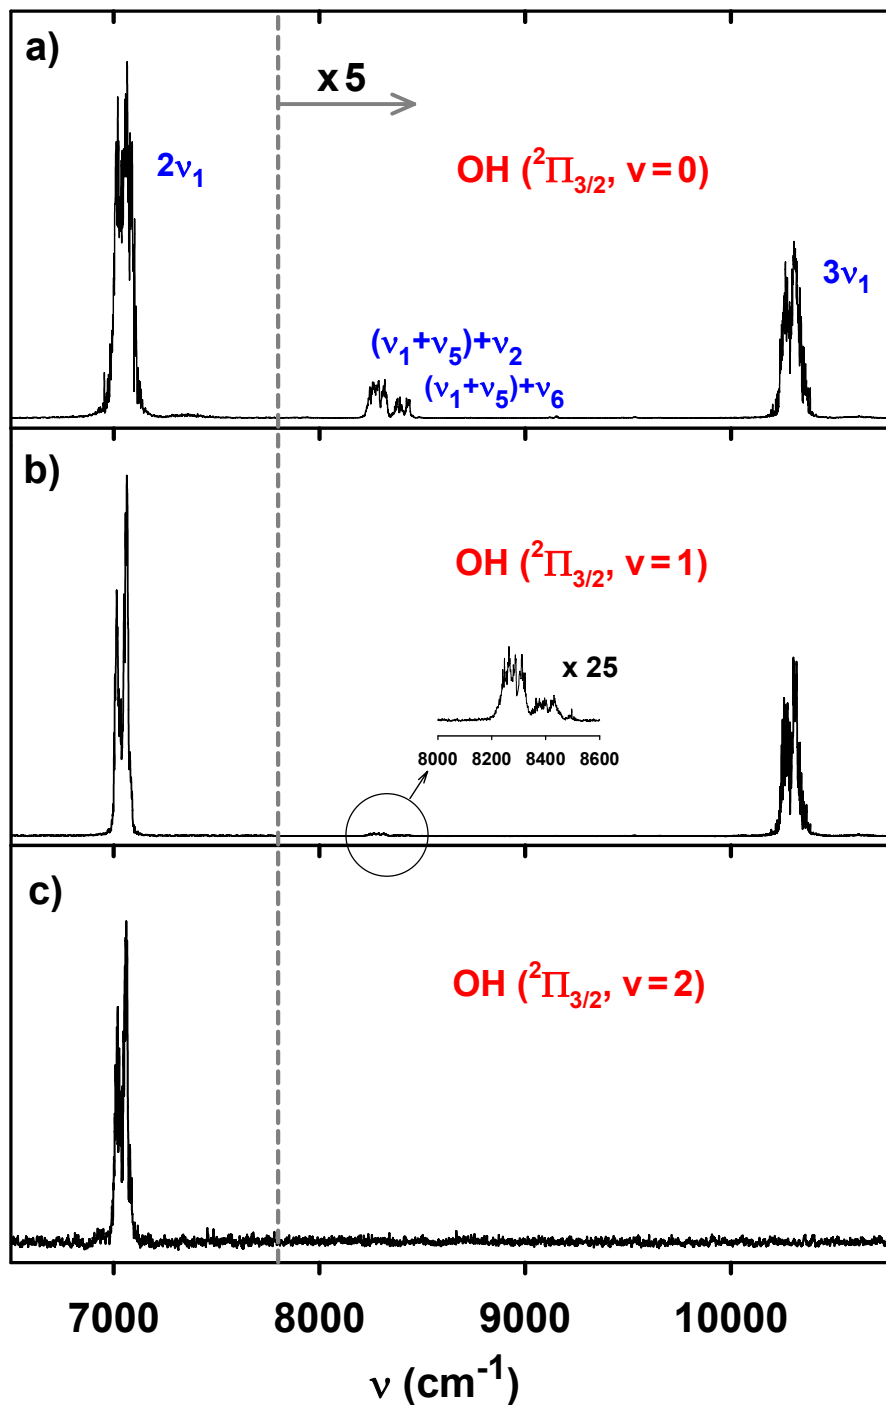 a)
x 5
2ν₁
OH (²Π₃/₂, v = 0)
3ν₁
(ν₁+ν₅)+ν₂
(ν₁+ν₅)+ν₆
b)
OH (²Π₃/₂, v = 1)
x 25
8000 8200 8400 8600
c)
OH (²Π₃/₂, v = 2)
7000 8000 9000 10000
ν (cm⁻¹)